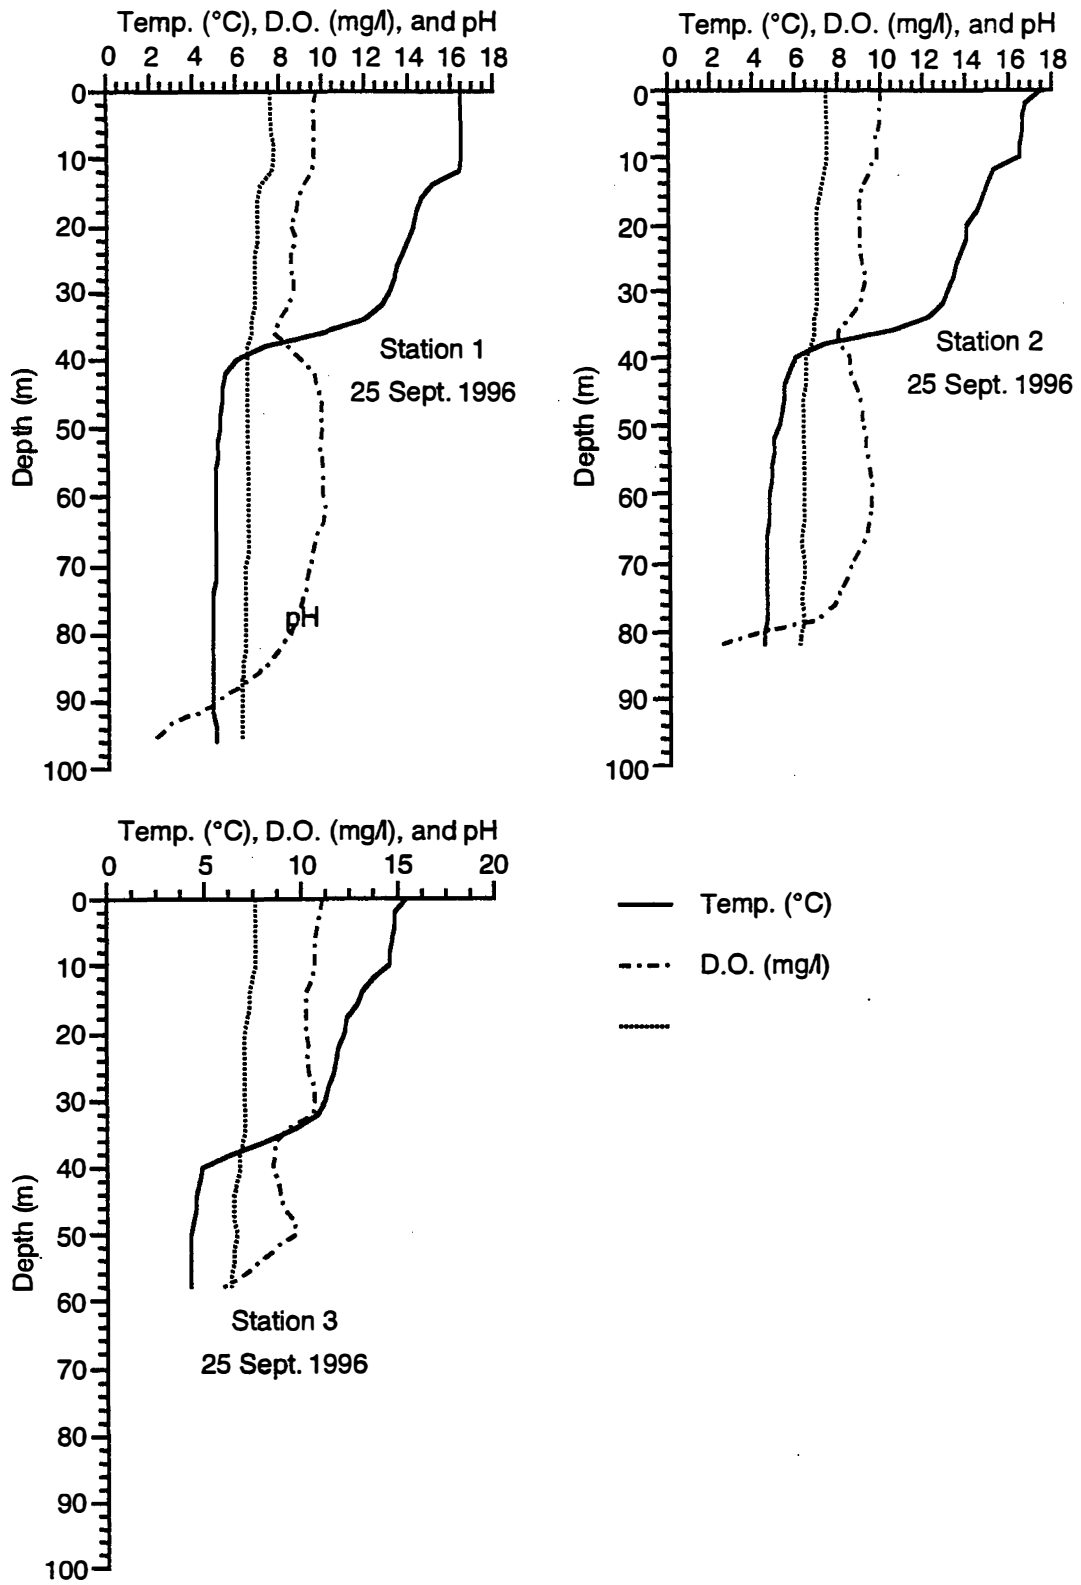 Temp. (°C), D.O. (mg/l), and pH
0 2 4 6 8 10 12 14 16 18
0
10
20
30
40
50
60
70
80
90
100
Depth (m)
Station 1
25 Sept. 1996
pH
Temp. (°C), D.O. (mg/l), and pH
0 2 4 6 8 10 12 14 16 18
0
10
20
30
40
50
60
70
80
90
100
Depth (m)
Station 2
25 Sept. 1996
Temp. (°C), D.O. (mg/l), and pH
0 5 10 15 20
0
10
20
30
40
50
60
70
80
90
100
Depth (m)
Station 3
25 Sept. 1996
Temp. (°C)
D.O. (mg/l)